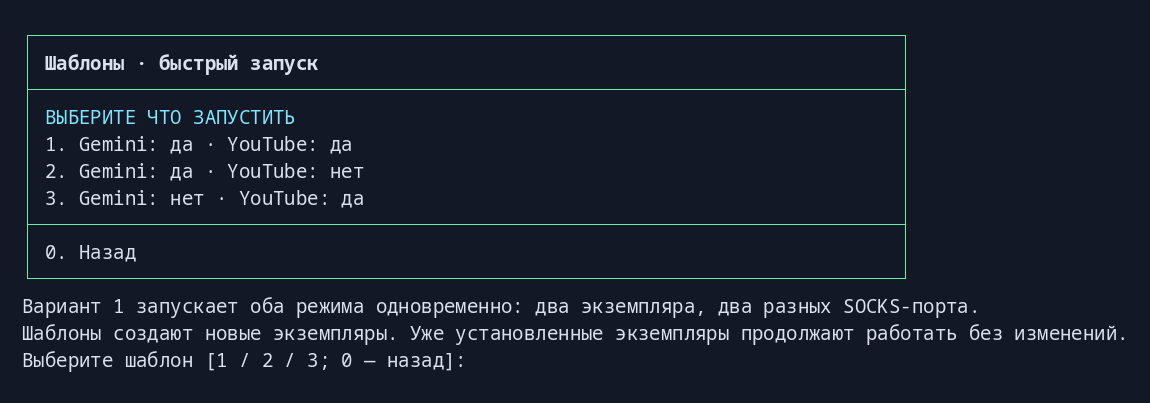 Шаблоны · быстрый запуск
ВЫБЕРИТЕ ЧТО ЗАПУСТИТЬ
1. Gemini: да · YouTube: да
2. Gemini: да · YouTube: нет
3. Gemini: нет · YouTube: да
0. Назад
Вариант 1 запускает оба режима одновременно: два экземпляра, два разных SOCKS-порта.
Шаблоны создают новые экземпляры. Уже установленные экземпляры продолжают работать без изменений.
Выберите шаблон [1 / 2 / 3; 0 — назад]: